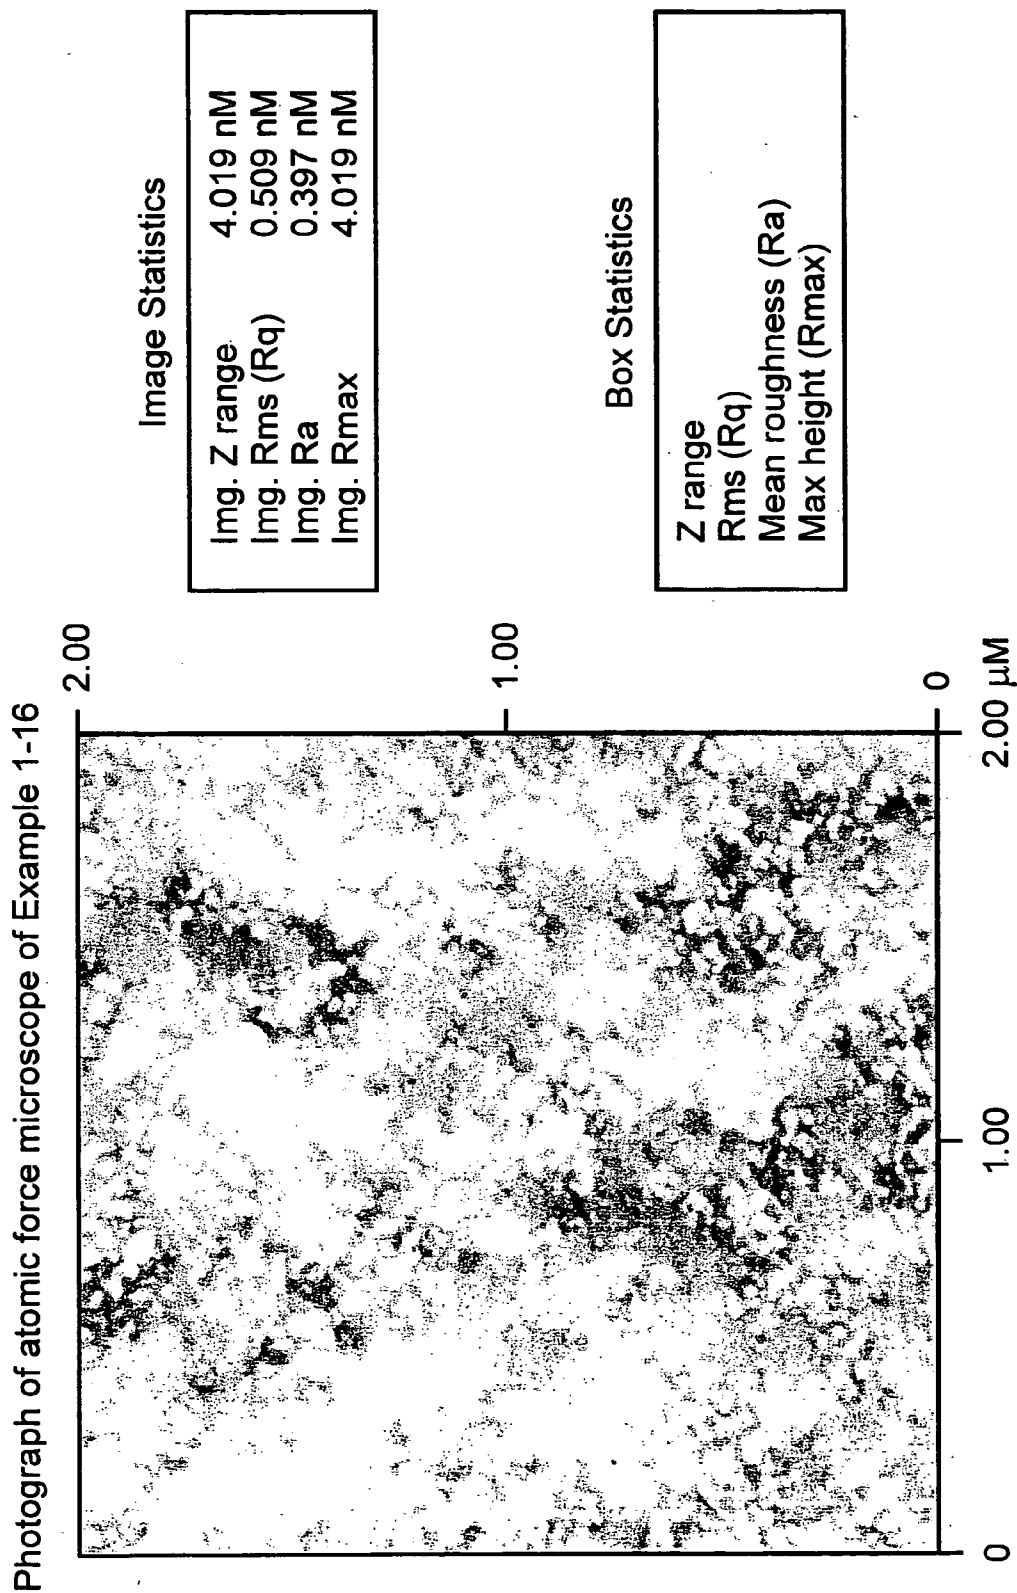 Photograph of atomic force microscope of Example 1-16
2.00
1.00
0
0
1.00
2.00 µM
Image Statistics
Img. Z range 4.019 nM
Img. Rms (Rq) 0.509 nM
Img. Ra 0.397 nM
Img. Rmax 4.019 nM
Box Statistics
Z range
Rms (Rq)
Mean roughness (Ra)
Max height (Rmax)